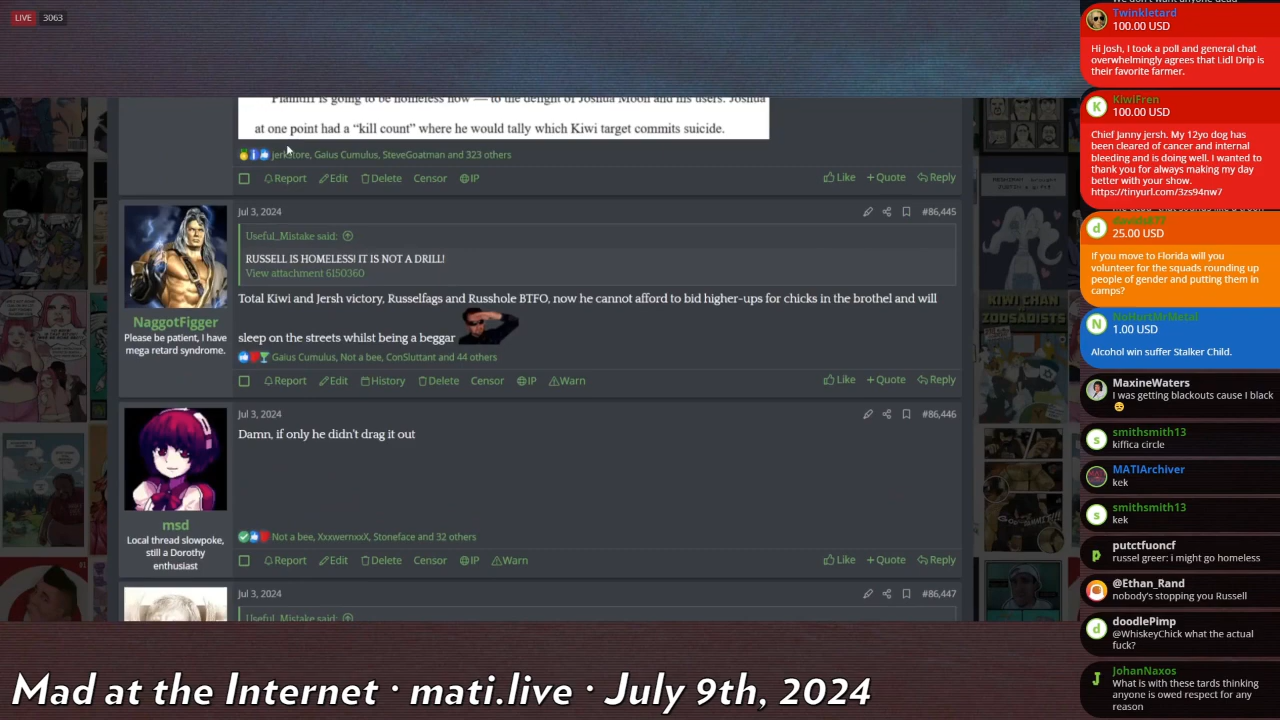 LIVE 3063
Plaintiff is going to be homeless now — to the delight of Joshua Moon and his users. Joshua
at one point had a “kill count” where he would tally which Kiwi target commits suicide.
jerkstore, Gaius Cumulus, SteveGoatman and 323 others
Report Edit Delete Censor IP Like + Quote Reply
Jul 3, 2024 #86,445
NaggotFigger
Please be patient, I have
mega retard syndrome.
Useful_Mistake said:
RUSSELL IS HOMELESS! IT IS NOT A DRILL!
View attachment 6150360
Total Kiwi and Jersh victory, Russelfags and Russhole BTFO, now he cannot afford to bid higher-ups for chicks in the brothel and will
sleep on the streets whilst being a beggar
Gaius Cumulus, Not a bee, ConSluttant and 44 others
Report Edit History Delete Censor IP Warn Like + Quote Reply
Jul 3, 2024 #86,446
msd
Local thread slowpoke,
still a Dorothy
enthusiast
Damn, if only he didn't drag it out
Not a bee, XxxwernxxX, Stoneface and 32 others
Report Edit Delete Censor IP Warn Like + Quote Reply
Jul 3, 2024 #86,447
Useful_Mistake said:
KIWI CHAN
ZOOSADISTS
Mad at the Internet · mati.live · July 9th, 2024
Twinkletard
100.00 USD
Hi Josh, I took a poll and general chat
overwhelmingly agrees that Lidl Drip is
their favorite farmer.
KiwiFren
100.00 USD
Chief Janny jersh. My 12yo dog has
been cleared of cancer and internal
bleeding and is doing well. I wanted to
thank you for always making my day
better with your show.
https://tinyurl.com/3zs94nw7
25.00 USD
If you move to Florida will you
volunteer for the squads rounding up
people of gender and putting them in
camps?
NoHurtMrMetal
1.00 USD
Alcohol win suffer Stalker Child.
MaxineWaters
I was getting blackouts cause I black
smithsmith13
kiffica circle
MATIArchiver
kek
smithsmith13
kek
putctfuoncf
russel greer: i might go homeless
@Ethan_Rand
nobody's stopping you Russell
doodlePimp
@WhiskeyChick what the actual
fuck?
JohanNaxos
What is with these tards thinking
anyone is owed respect for any
reason